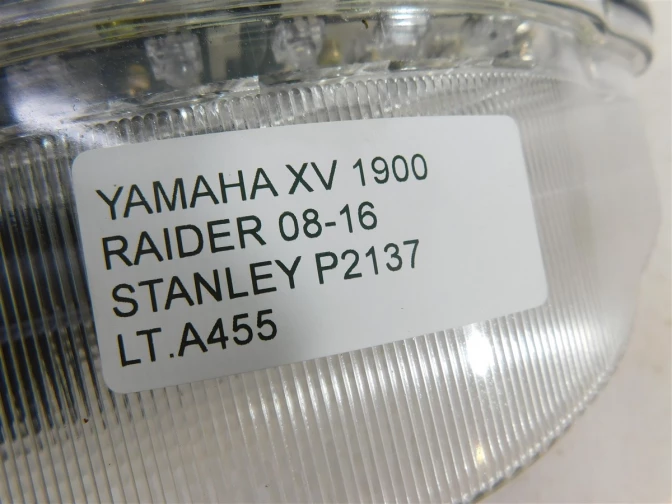 YAMAHA XV 1900
RAIDER 08-16
STANLEY P2137
LT.A455